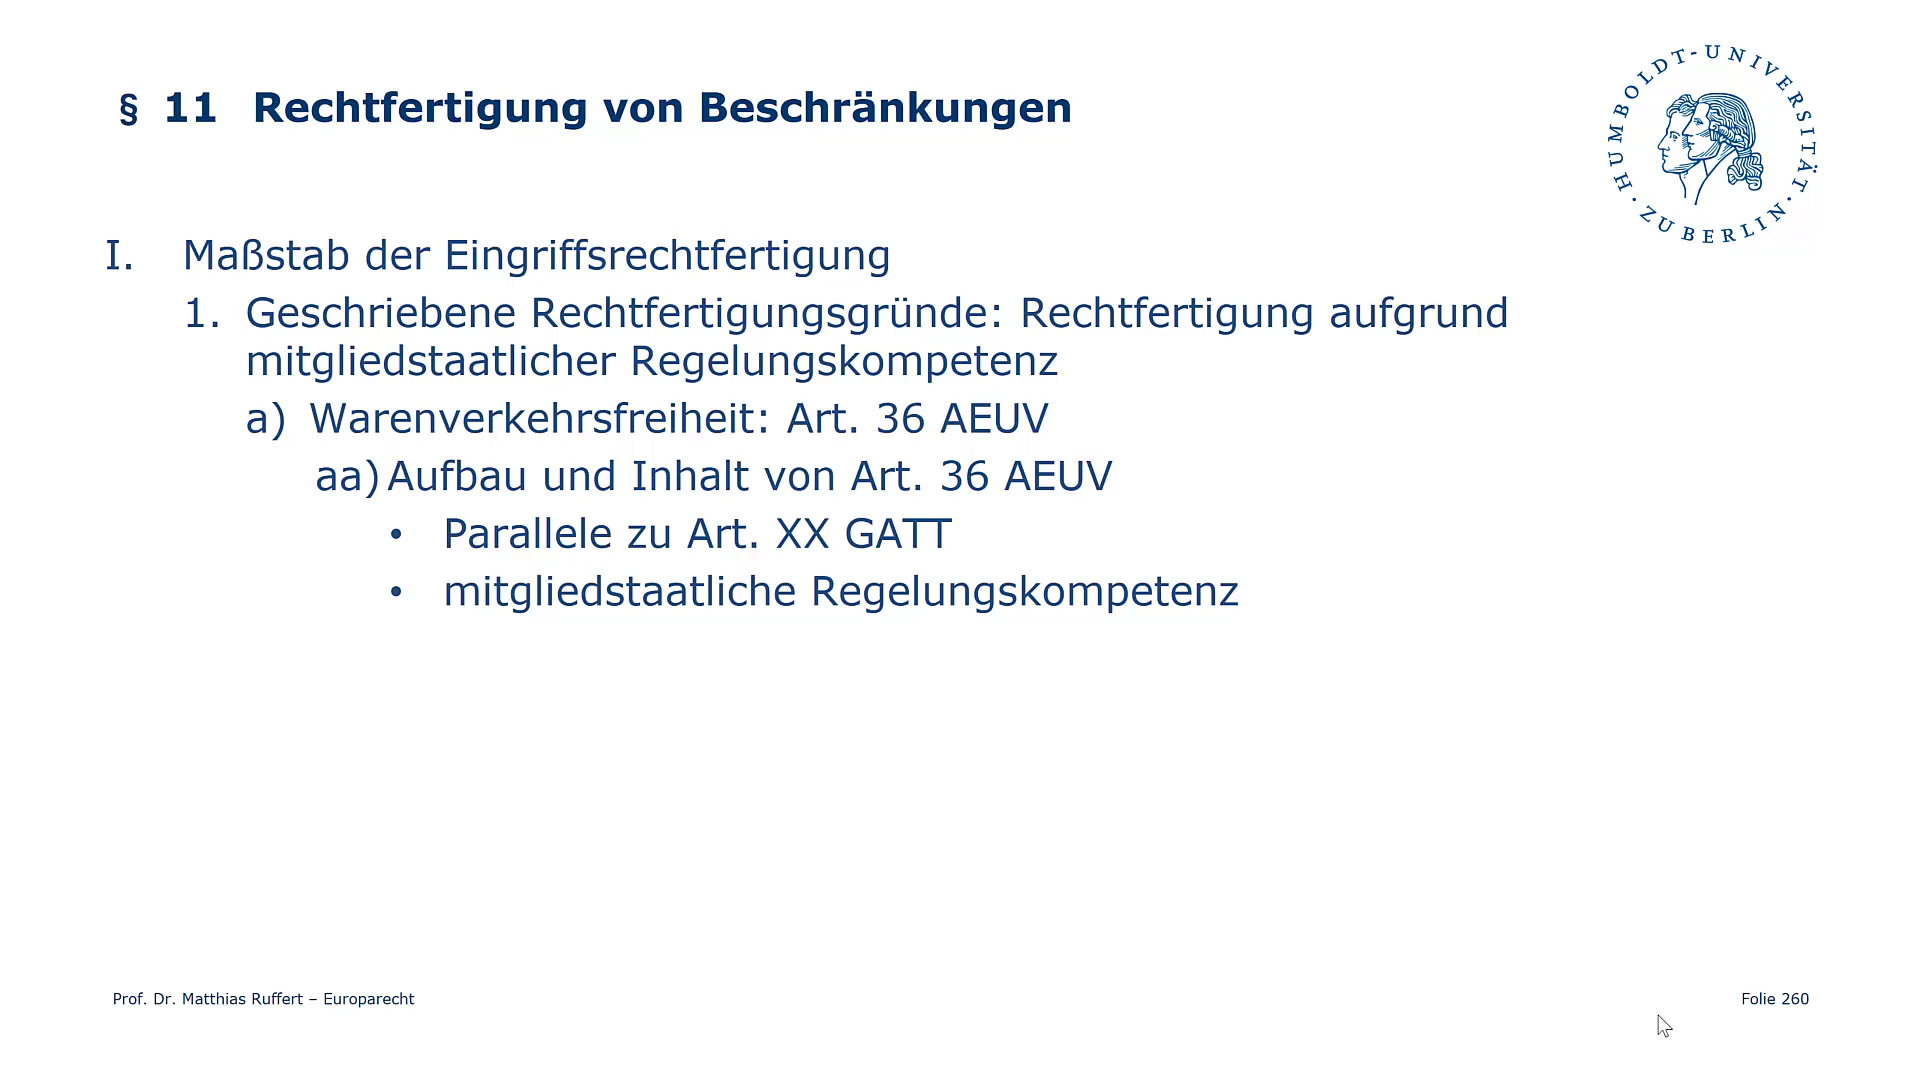 § 11 Rechtfertigung von Beschränkungen
HUMBOLDT-UNIVERSITÄT · ZU BERLIN ·
I. Maßstab der Eingriffsrechtfertigung
1. Geschriebene Rechtfertigungsgründe: Rechtfertigung aufgrund
mitgliedstaatlicher Regelungskompetenz
a) Warenverkehrsfreiheit: Art. 36 AEUV
aa) Aufbau und Inhalt von Art. 36 AEUV
• Parallele zu Art. XX GATT
• mitgliedstaatliche Regelungskompetenz
Prof. Dr. Matthias Ruffert – Europarecht
Folie 260